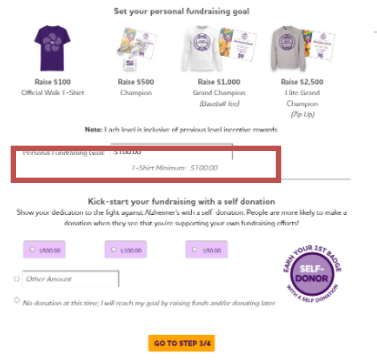 Set your personal fundraising goal
Raise $100
Official Walk T-Shirt
Raise $500
Champion
Raise $1,000
Grand Champion
(Baseball Tee)
Raise $2,500
Elite Grand
Champion
(Zip Up)
Note: Each level is inclusive of previous level incentive rewards.
Personal Fundraising Goal: $100.00
T-Shirt Minimum: $100.00
Kick-start your fundraising with a self donation
Show your dedication to the fight against Alzheimer's with a self donation. People are more likely to make a
donation when they see that you're supporting your own fundraising efforts!
$100.00
$50.00
Other Amount
No donation at this time; I will reach my goal by raising funds and/or donating later.
EARN YOUR 1ST BADGE
SELF-
DONOR
WITH A SELF DONATION
GO TO STEP 3/4